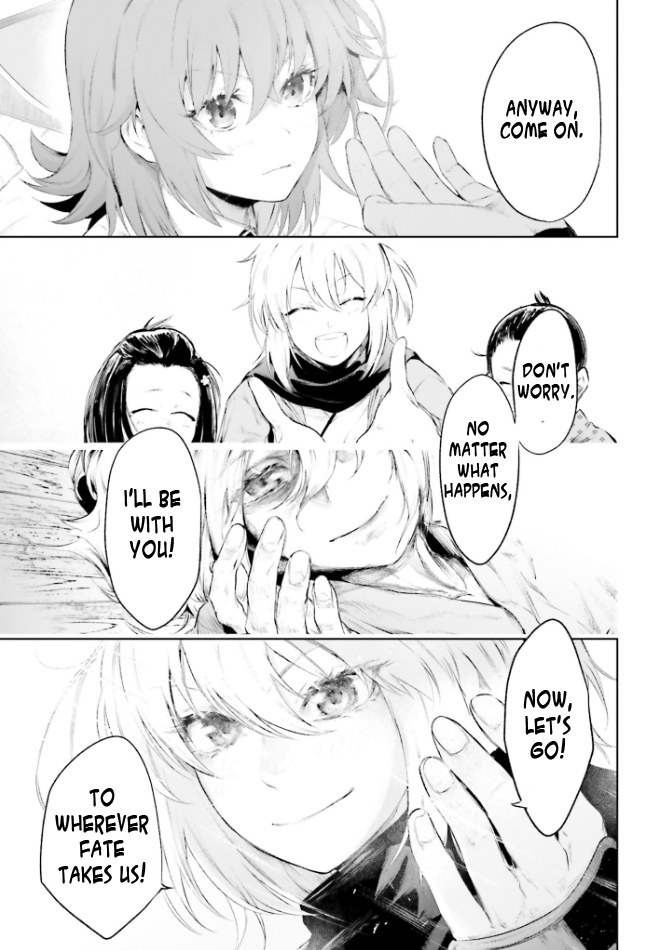 ANYWAY,
COME ON.
DON'T
WORRY.
NO
MATTER
WHAT
HAPPENS,
I'LL BE
WITH
YOU!
NOW,
LET'S
GO!
TO
WHEREVER
FATE
TAKES US!